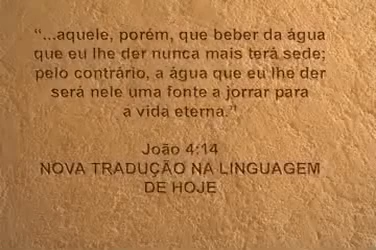 “...aquele, porém, que beber da água
que eu lhe der nunca mais terá sede;
pelo contrário, a água que eu lhe der
será nele uma fonte a jorrar para
a vida eterna.”
João 4:14
NOVA TRADUÇÃO NA LINGUAGEM
DE HOJE